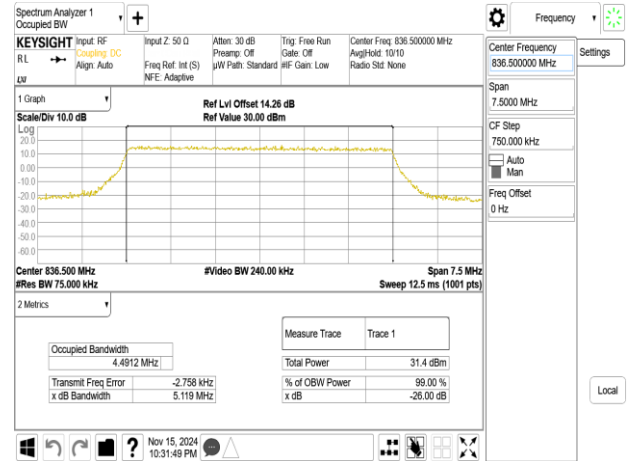 Spectrum Analyzer 1
Occupied BW
+
Frequency
KEYSIGHT
RL
LXI
Input: RF
Coupling: DC
Align: Auto
Input Z: 50 Ω
Freq Ref: Int (S)
NFE: Adaptive
Atten: 30 dB
Preamp: Off
µW Path: Standard
Trig: Free Run
Gate: Off
#IF Gain: Low
Center Freq: 836.500000 MHz
Avg|Hold: 10/10
Radio Std: None
Center Frequency
836.500000 MHz
Settings
Span
7.5000 MHz
CF Step
750.000 kHz
Auto
Man
Freq Offset
0 Hz
Local
1 Graph
Scale/Div 10.0 dB
Ref Lvl Offset 14.26 dB
Ref Value 30.00 dBm
Log
20.0
10.0
0.00
-10.0
-20.0
-30.0
-40.0
-50.0
-60.0
Center 836.500 MHz
#Res BW 75.000 kHz
#Video BW 240.00 kHz
Span 7.5 MHz
Sweep 12.5 ms (1001 pts)
2 Metrics
Measure Trace Trace 1
Occupied Bandwidth
4.4912 MHz
Total Power 31.4 dBm
Transmit Freq Error -2.758 kHz
% of OBW Power 99.00 %
x dB Bandwidth 5.119 MHz
x dB -26.00 dB
?
Nov 15, 2024
10:31:49 PM